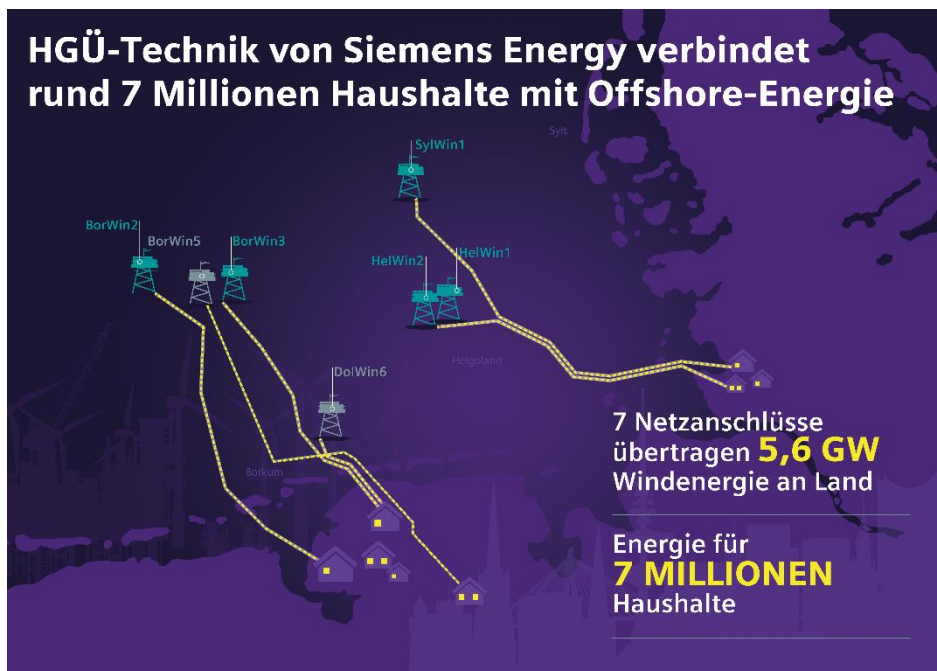 HGÜ-Technik von Siemens Energy verbindet
rund 7 Millionen Haushalte mit Offshore-Energie
Sylt
SylWin1
BorWin2
BorWin5
BorWin3
HelWin2
HelWin1
Helgoland
DolWin6
Borkum
7 Netzanschlüsse
übertragen 5,6 GW
Windenergie an Land
Energie für
7 MILLIONEN
Haushalte